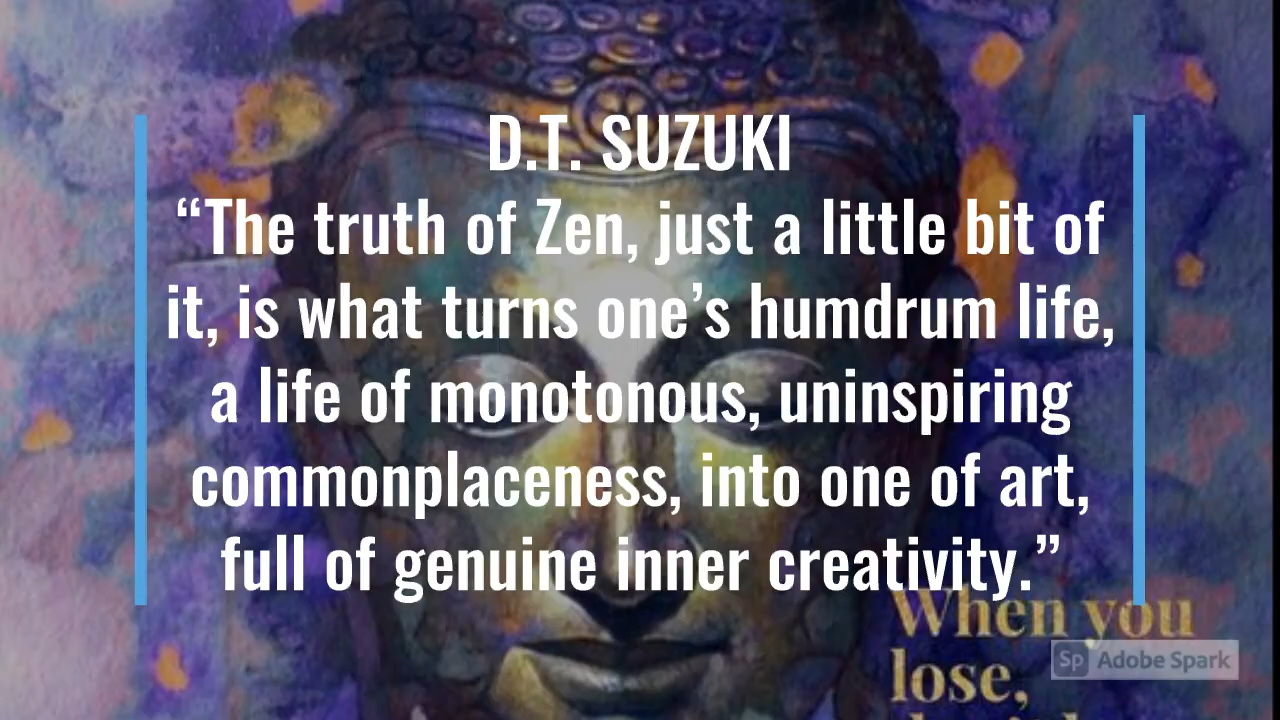 D.T. SUZUKI
“The truth of Zen, just a little bit of
it, is what turns one’s humdrum life,
a life of monotonous, uninspiring
commonplaceness, into one of art,
full of genuine inner creativity.”
When you
lose,
Sp Adobe Spark